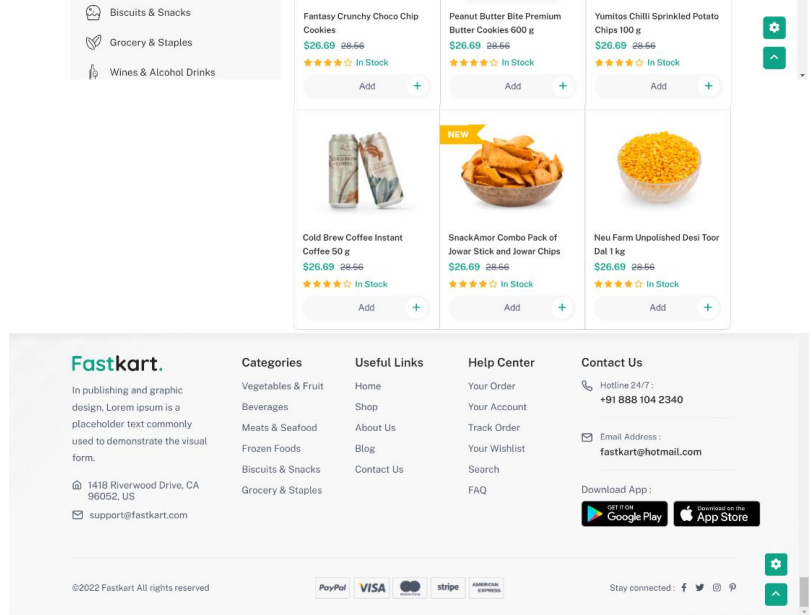 Biscuits & Snacks
Grocery & Staples
Wines & Alcohol Drinks
Fantasy Crunchy Choco Chip
Cookies
$26.69 28.56
In Stock
Add +
Peanut Butter Bite Premium
Butter Cookies 600 g
$26.69 28.56
In Stock
Add +
Yumitos Chilli Sprinkled Potato
Chips 100 g
$26.69 28.56
In Stock
Add +
COLD BREW
COFFEE
Cold Brew Coffee Instant
Coffee 50 g
$26.69 28.56
In Stock
Add +
NEW
SnackAmor Combo Pack of
Jowar Stick and Jowar Chips
$26.69 28.56
In Stock
Add +
Neu Farm Unpolished Desi Toor
Dal 1 kg
$26.69 28.56
In Stock
Add +
Fastkart.
In publishing and graphic
design, Lorem ipsum is a
placeholder text commonly
used to demonstrate the visual
form.
1418 Riverwood Drive, CA
96052, US
support@fastkart.com
Categories
Vegetables & Fruit
Beverages
Meats & Seafood
Frozen Foods
Biscuits & Snacks
Grocery & Staples
Useful Links
Home
Shop
About Us
Blog
Contact Us
Help Center
Your Order
Your Account
Track Order
Your Wishlist
Search
FAQ
Contact Us
Hotline 24/7 :
+91 888 104 2340
Email Address :
fastkart@hotmail.com
Download App :
GET IT ON
Google Play
Download on the
App Store
©2022 Fastkart All rights reserved
PayPal
VISA
stripe
AMERICAN
EXPRESS
Stay connected :